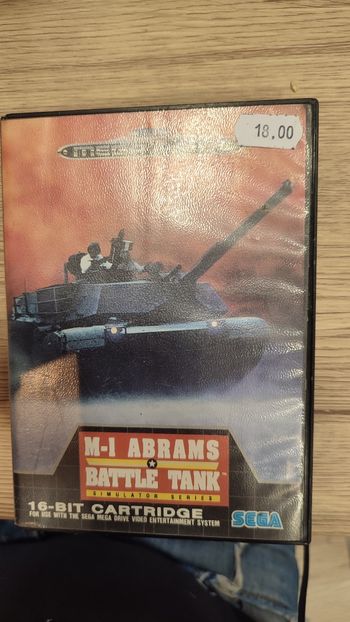 18,00
M-1 ABRAMS
BATTLE TANK™
SIMULATOR SERIES
16-BIT CARTRIDGE
FOR USE WITH THE SEGA MEGA DRIVE VIDEO ENTERTAINMENT SYSTEM
SEGA